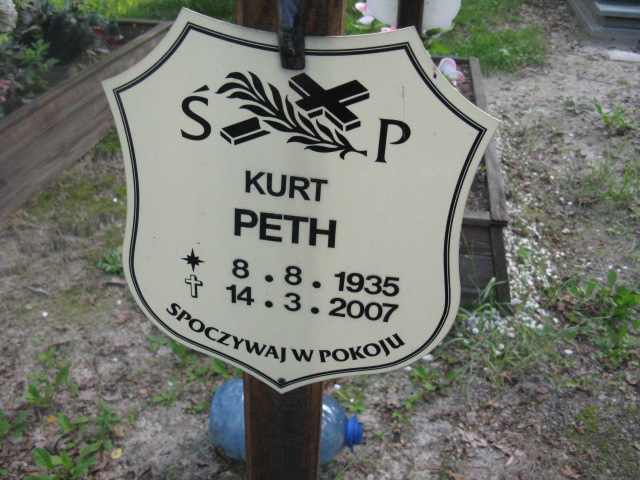 Ś P
KURT
PETH
8.8.1935
14.3.2007
SPOCZYWAJ W POKOJU